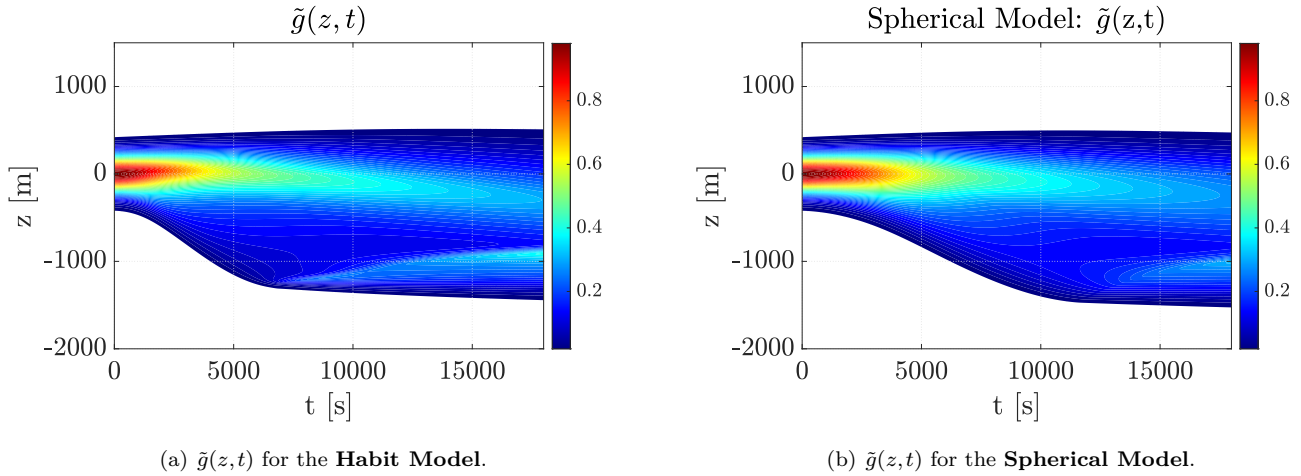 g̃(z, t)
1000
0
-1000
-2000
z [m]
0 5000 10000 15000
t [s]
0.8
0.6
0.4
0.2
(a) g̃(z, t) for the Habit Model.
Spherical Model: g̃(z,t)
1000
0
-1000
-2000
z [m]
0 5000 10000 15000
t [s]
0.8
0.6
0.4
0.2
(b) g̃(z, t) for the Spherical Model.